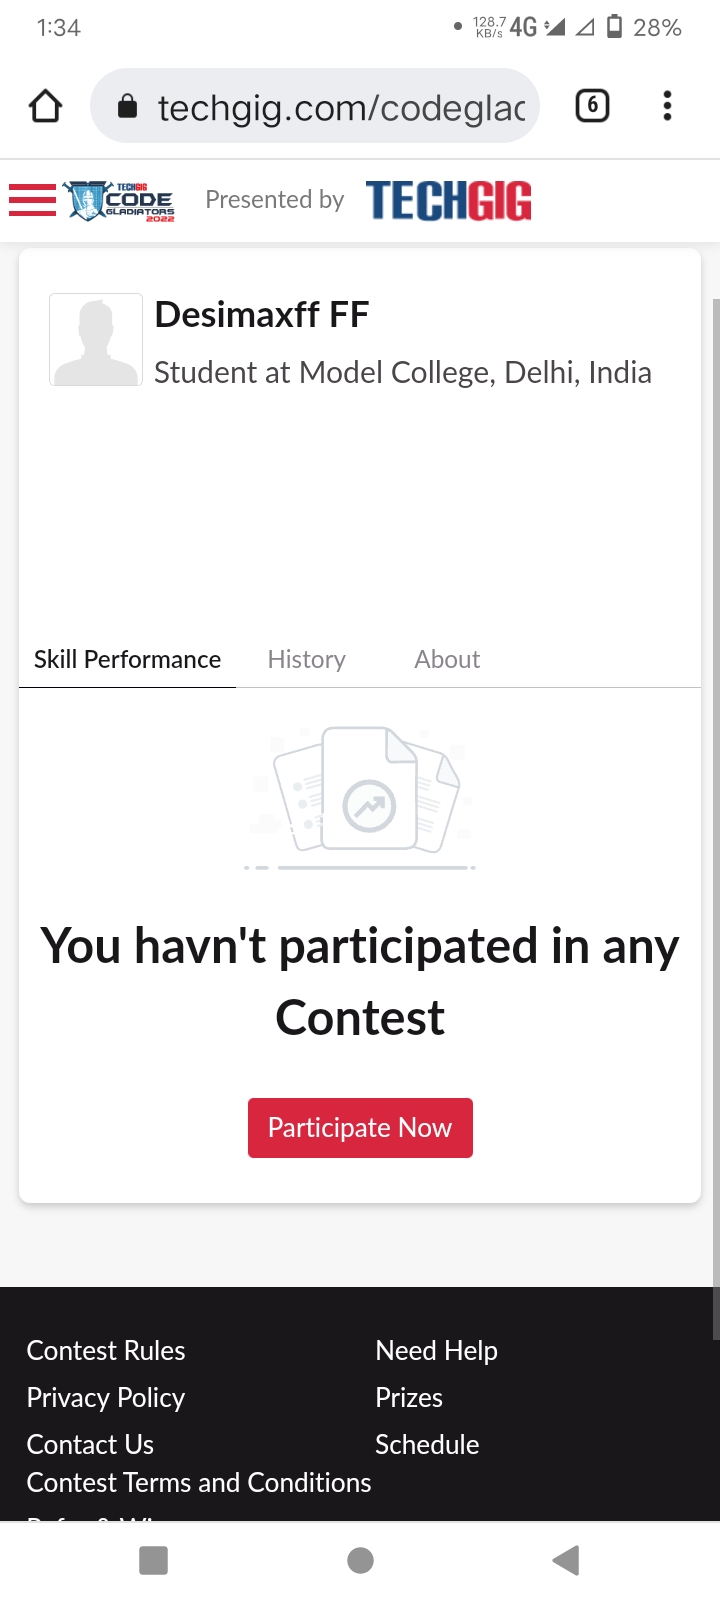 1:34
128.7 KB/s 4G 28%
techgig.com/codeglad
6
TECHGIG
CODE
GLADIATORS
2022
Presented by TECHGIG
Desimaxff FF
Student at Model College, Delhi, India
Skill Performance History About
You havn't participated in any
Contest
Participate Now
Contest Rules Need Help
Privacy Policy Prizes
Contact Us Schedule
Contest Terms and Conditions